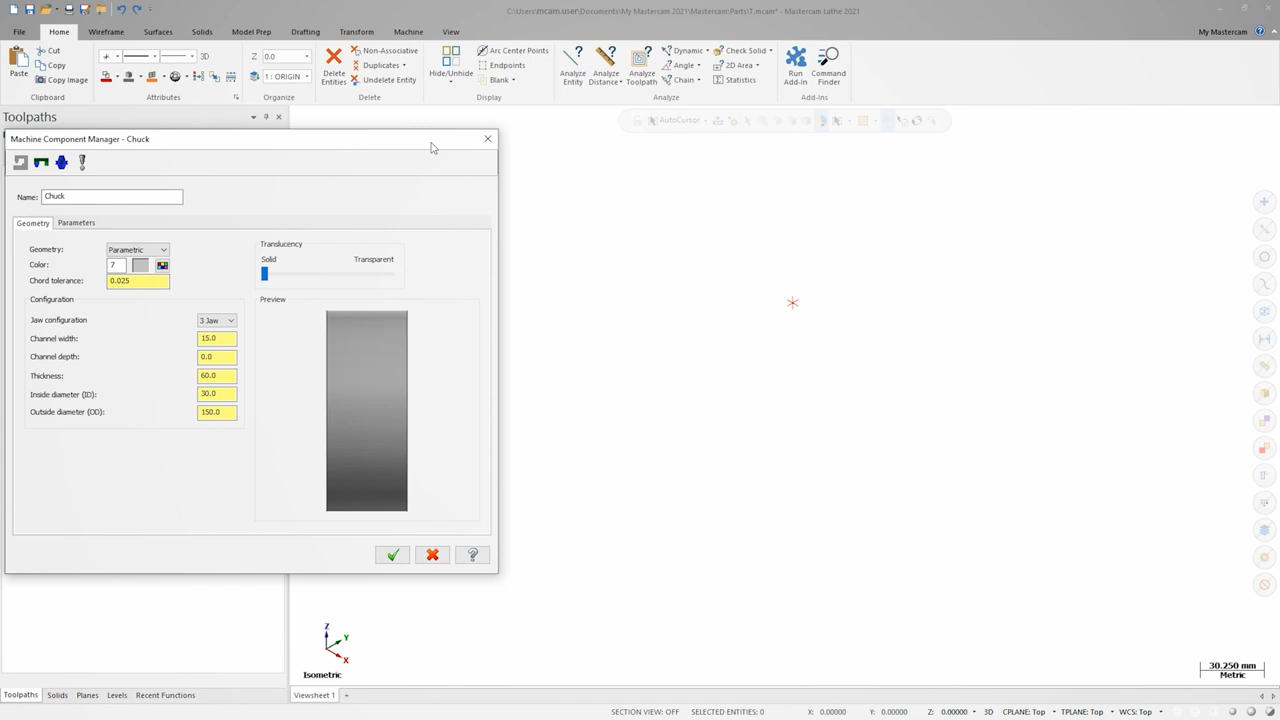 C:\Users\mcam.user\Documents\My Mastercam 2021\Mastercam\Parts\T.mcam* - Mastercam Lathe 2021
File Home Wireframe Surfaces Solids Model Prep Drafting Transform Machine View My Mastercam
Paste Cut Copy Copy Image
3D
Z 0.0
1 : ORIGIN
Delete Entities Non-Associative Duplicates Undelete Entity
Hide/Unhide Arc Center Points Endpoints Blank
Analyze Entity Analyze Distance Analyze Toolpath Dynamic Angle Chain Check Solid 2D Area Statistics
Run Add-In Command Finder
Clipboard Attributes Organize Delete Display Analyze Add-Ins
Toolpaths
AutoCursor
Machine Component Manager - Chuck
Name: Chuck
Geometry Parameters
Geometry: Parametric
Color: 7
Chord tolerance: 0.025
Translucency
Solid Transparent
Configuration
Preview
Jaw configuration 3 Jaw
Channel width: 15.0
Channel depth: 0.0
Thickness: 60.0
Inside diameter (ID): 30.0
Outside diameter (OD): 150.0
Z
Y
X
Isometric
30.250 mm
Metric
Toolpaths Solids Planes Levels Recent Functions
Viewsheet 1 +
SECTION VIEW: OFF SELECTED ENTITIES: 0 X: 0.00000 Y: 0.00000 Z: 0.00000 3D CPLANE: Top TPLANE: Top WCS: Top